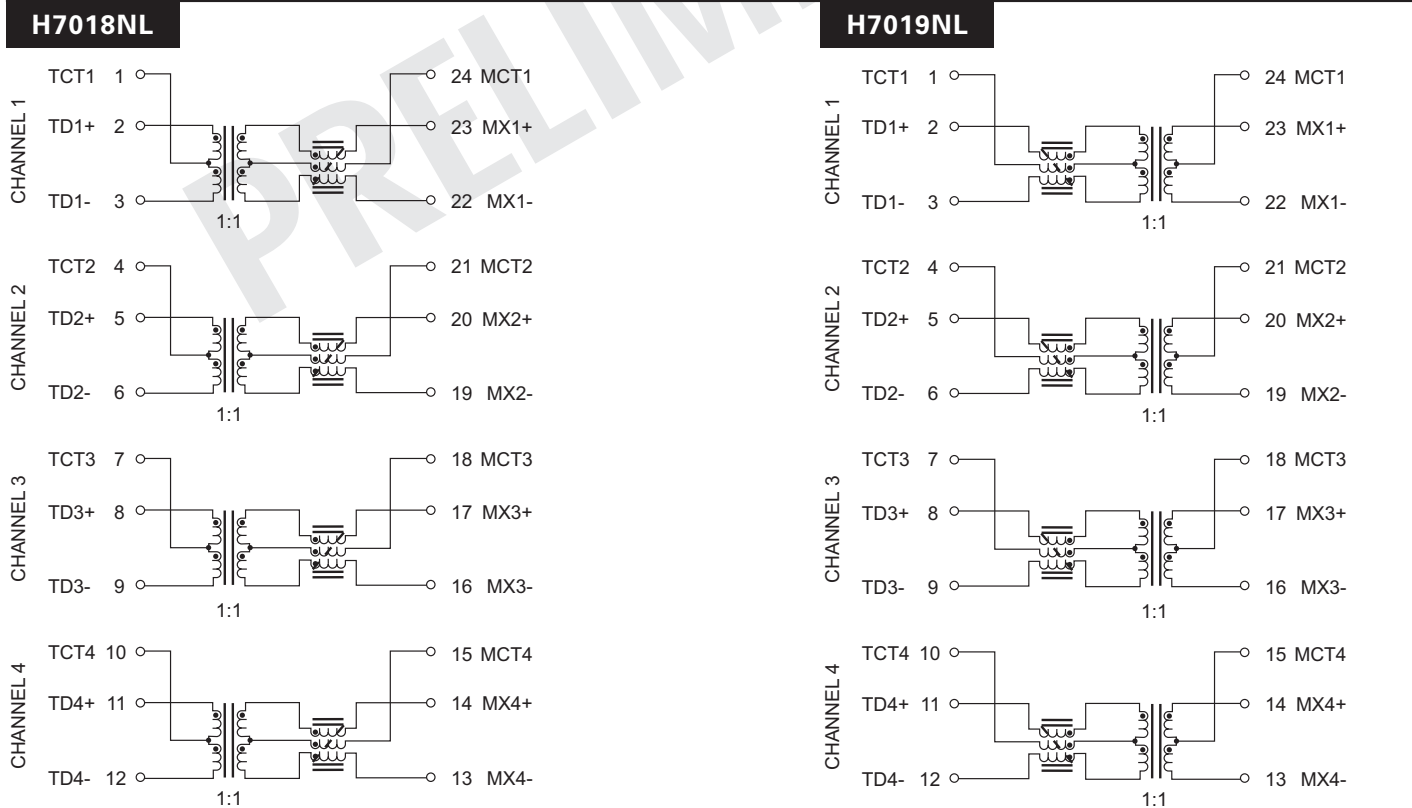 H7018NL
CHANNEL 1
TCT1 1
24 MCT1
TD1+ 2
23 MX1+
TD1- 3
22 MX1-
1:1
CHANNEL 2
TCT2 4
21 MCT2
TD2+ 5
20 MX2+
TD2- 6
19 MX2-
1:1
CHANNEL 3
TCT3 7
18 MCT3
TD3+ 8
17 MX3+
TD3- 9
16 MX3-
1:1
CHANNEL 4
TCT4 10
15 MCT4
TD4+ 11
14 MX4+
TD4- 12
13 MX4-
1:1
H7019NL
CHANNEL 1
TCT1 1
24 MCT1
TD1+ 2
23 MX1+
TD1- 3
22 MX1-
1:1
CHANNEL 2
TCT2 4
21 MCT2
TD2+ 5
20 MX2+
TD2- 6
19 MX2-
1:1
CHANNEL 3
TCT3 7
18 MCT3
TD3+ 8
17 MX3+
TD3- 9
16 MX3-
1:1
CHANNEL 4
TCT4 10
15 MCT4
TD4+ 11
14 MX4+
TD4- 12
13 MX4-
1:1